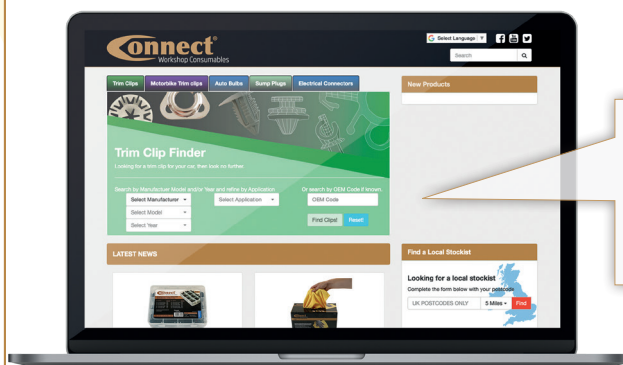 Connect®
Workshop Consumables
Select Language ▼
Search
Trim Clips
Motorbike Trim clips
Auto Bulbs
Sump Plugs
Electrical Connectors
New Products
Trim Clip Finder
Looking for a trim clip for your car, then look no further
Search by Manufactuer Model and/or Year and refine by Application
Or search by OEM Code if known.
Select Manufacturer
Select Application
OEM Code
Select Model
Find Clips!
Reset
Select Year
LATEST NEWS
Find a Local Stockist
Looking for a local stockist
Complete the form below with your postcode
UK POSTCODES ONLY
5 Miles
Find